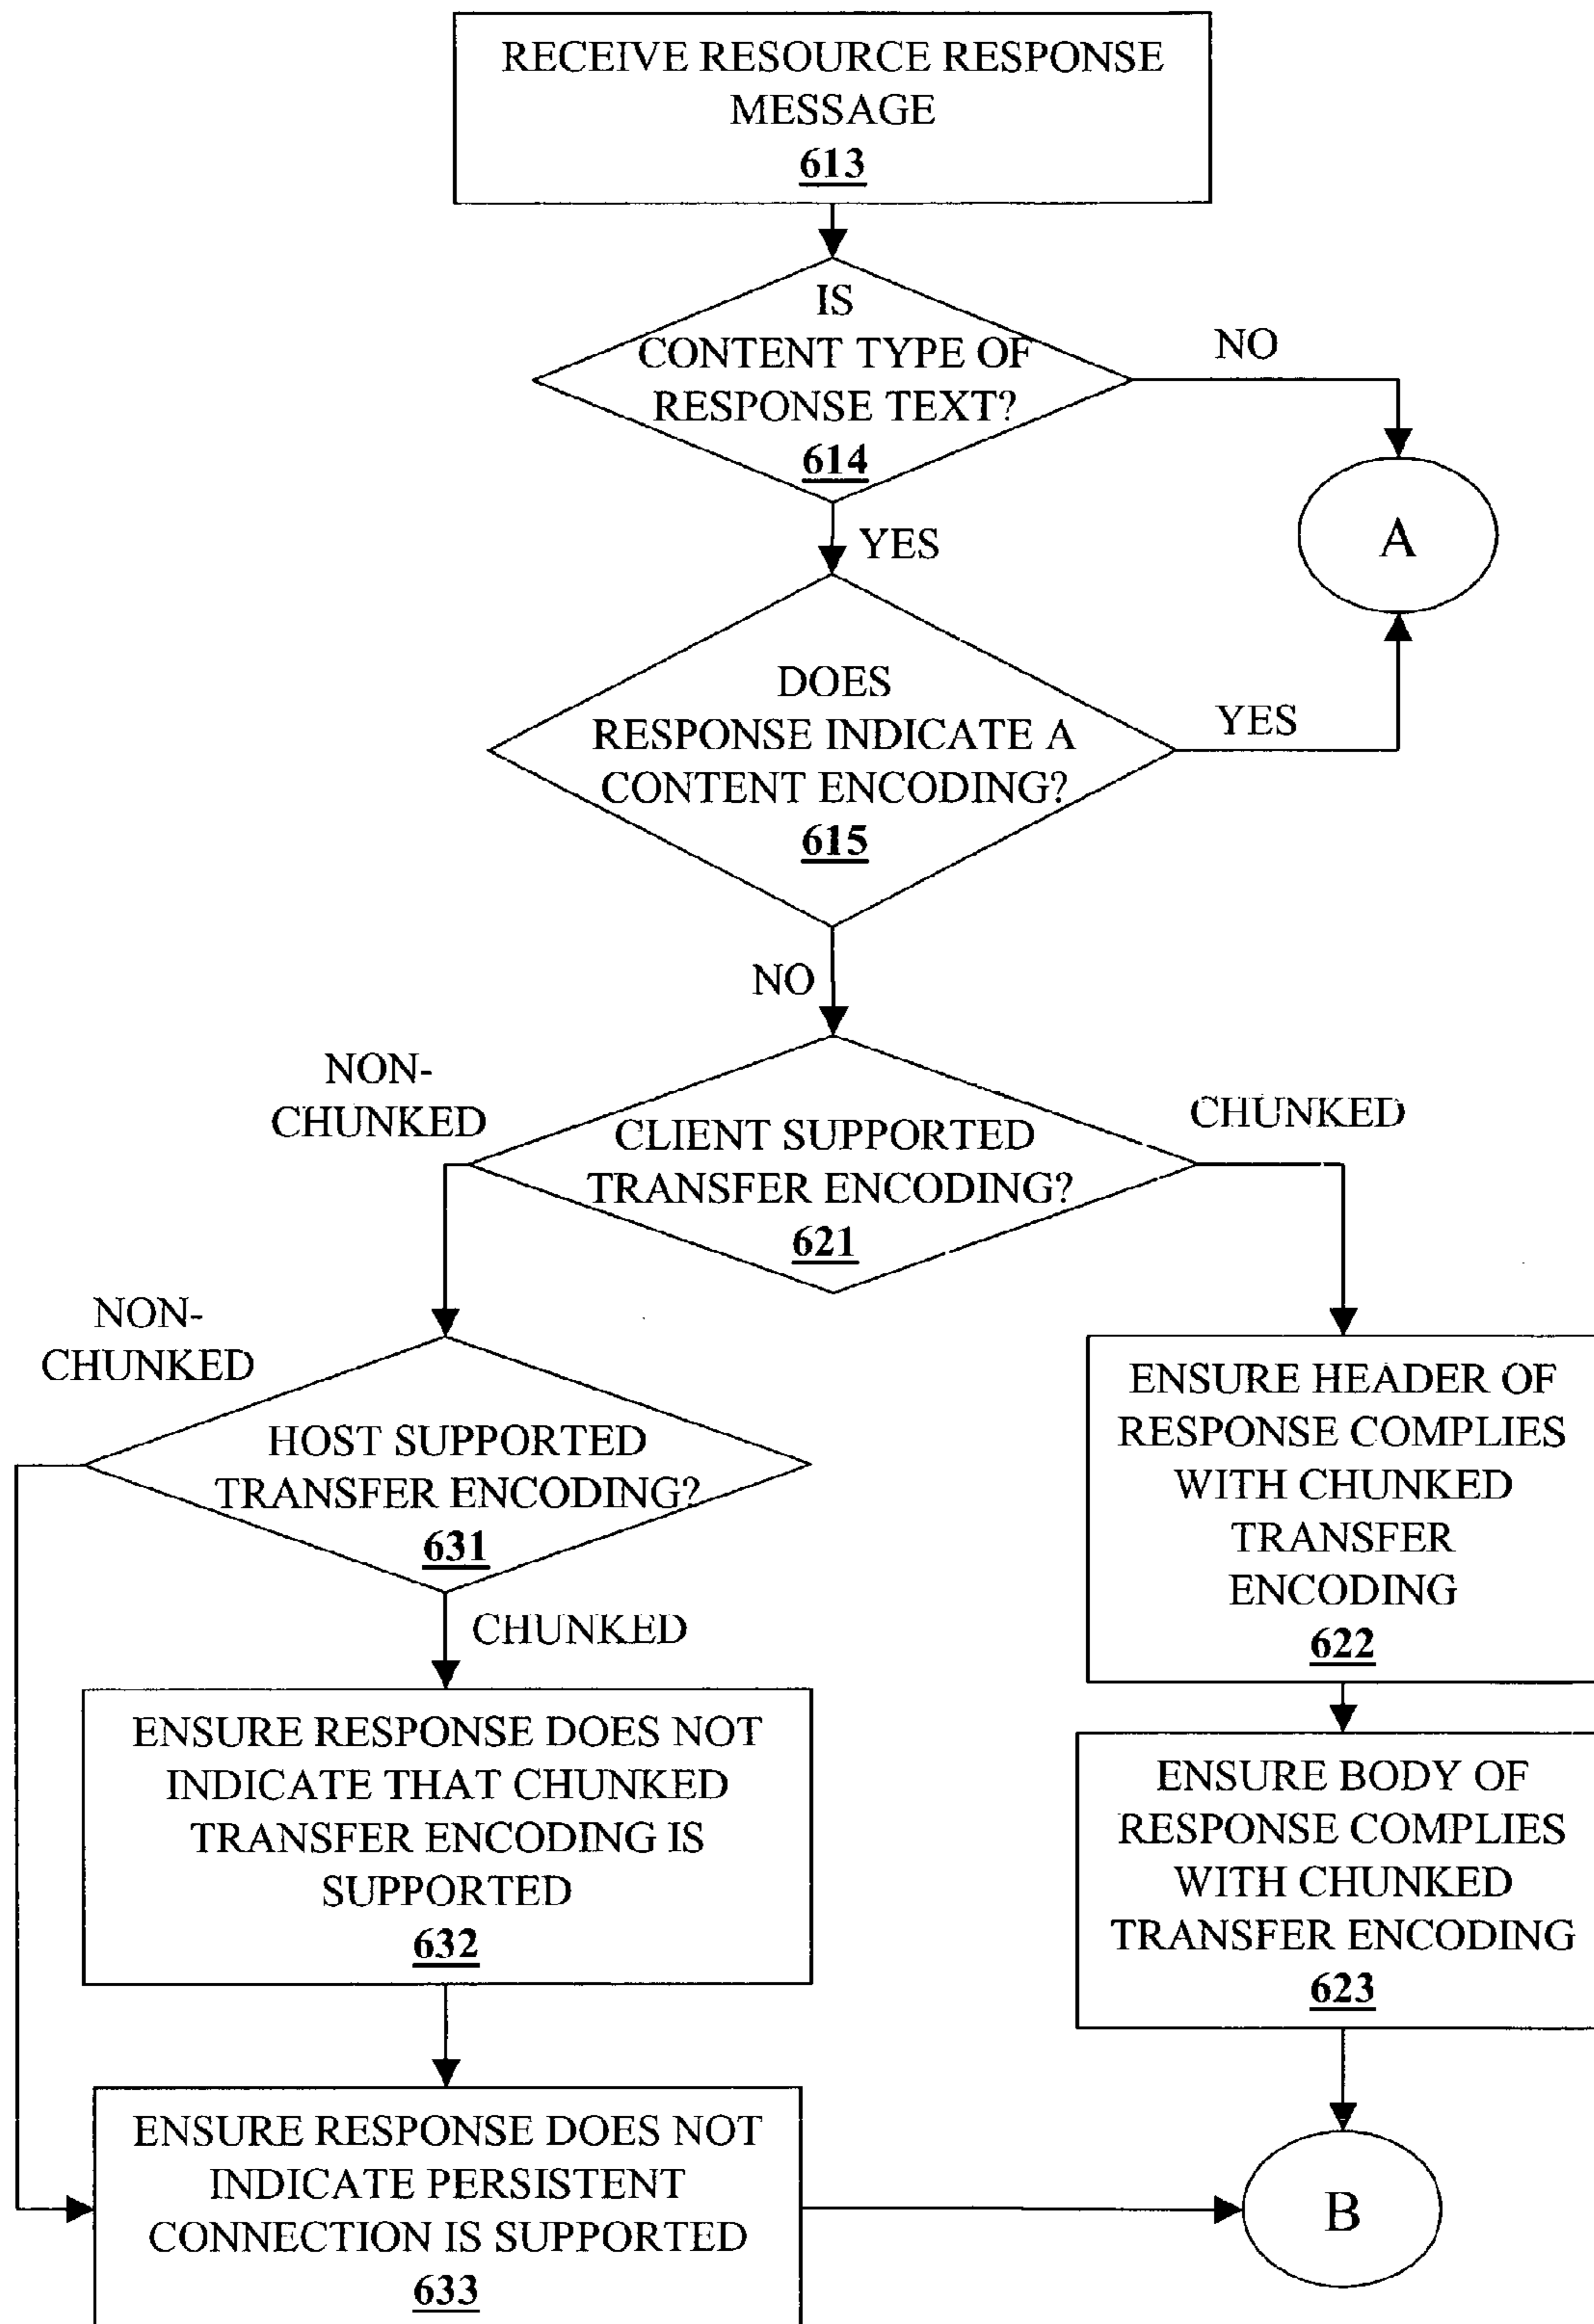 RECEIVE RESOURCE RESPONSE
MESSAGE
613
IS
CONTENT TYPE OF
RESPONSE TEXT?
614
NO
A
YES
DOES
RESPONSE INDICATE A
CONTENT ENCODING?
615
YES
NO
NON-
CHUNKED
CLIENT SUPPORTED
TRANSFER ENCODING?
621
CHUNKED
NON-
CHUNKED
HOST SUPPORTED
TRANSFER ENCODING?
631
CHUNKED
ENSURE HEADER OF
RESPONSE COMPLIES
WITH CHUNKED
TRANSFER
ENCODING
622
ENSURE RESPONSE DOES NOT
INDICATE THAT CHUNKED
TRANSFER ENCODING IS
SUPPORTED
632
ENSURE BODY OF
RESPONSE COMPLIES
WITH CHUNKED
TRANSFER ENCODING
623
ENSURE RESPONSE DOES NOT
INDICATE PERSISTENT
CONNECTION IS SUPPORTED
633
B